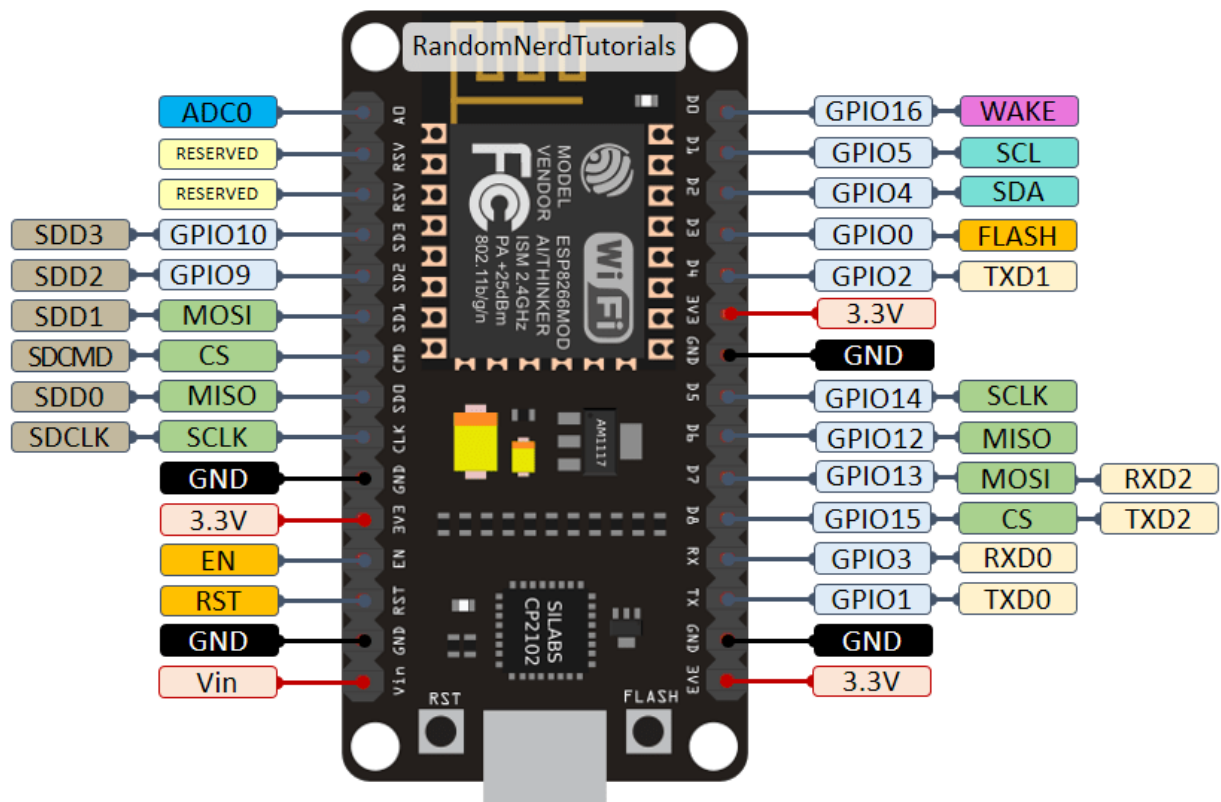 RandomNerdTutorials
ADC0
RESERVED
RESERVED
SDD3 GPIO10
SDD2 GPIO9
SDD1 MOSI
SDCMD CS
SDD0 MISO
SDCLK SCLK
GND
3.3V
EN
RST
GND
Vin
A0
RSV
RSV
SD3
SD2
SD1
CMD
SD0
CLK
GND
3V3
EN
RST
GND
Vin
MODEL
VENDOR
ESP8266MOD
AI/THINKER
ISM 2.4GHz
PA +25dBm
802.11b/g/n
FC
WiFi
AM1117
SILABS
CP2102
RST
FLASH
D0
D1
D2
D3
D4
3V3
GND
D5
D6
D7
D8
RX
TX
GND
3V3
GPIO16 WAKE
GPIO5 SCL
GPIO4 SDA
GPIO0 FLASH
GPIO2 TXD1
3.3V
GND
GPIO14 SCLK
GPIO12 MISO
GPIO13 MOSI RXD2
GPIO15 CS TXD2
GPIO3 RXD0
GPIO1 TXD0
GND
3.3V